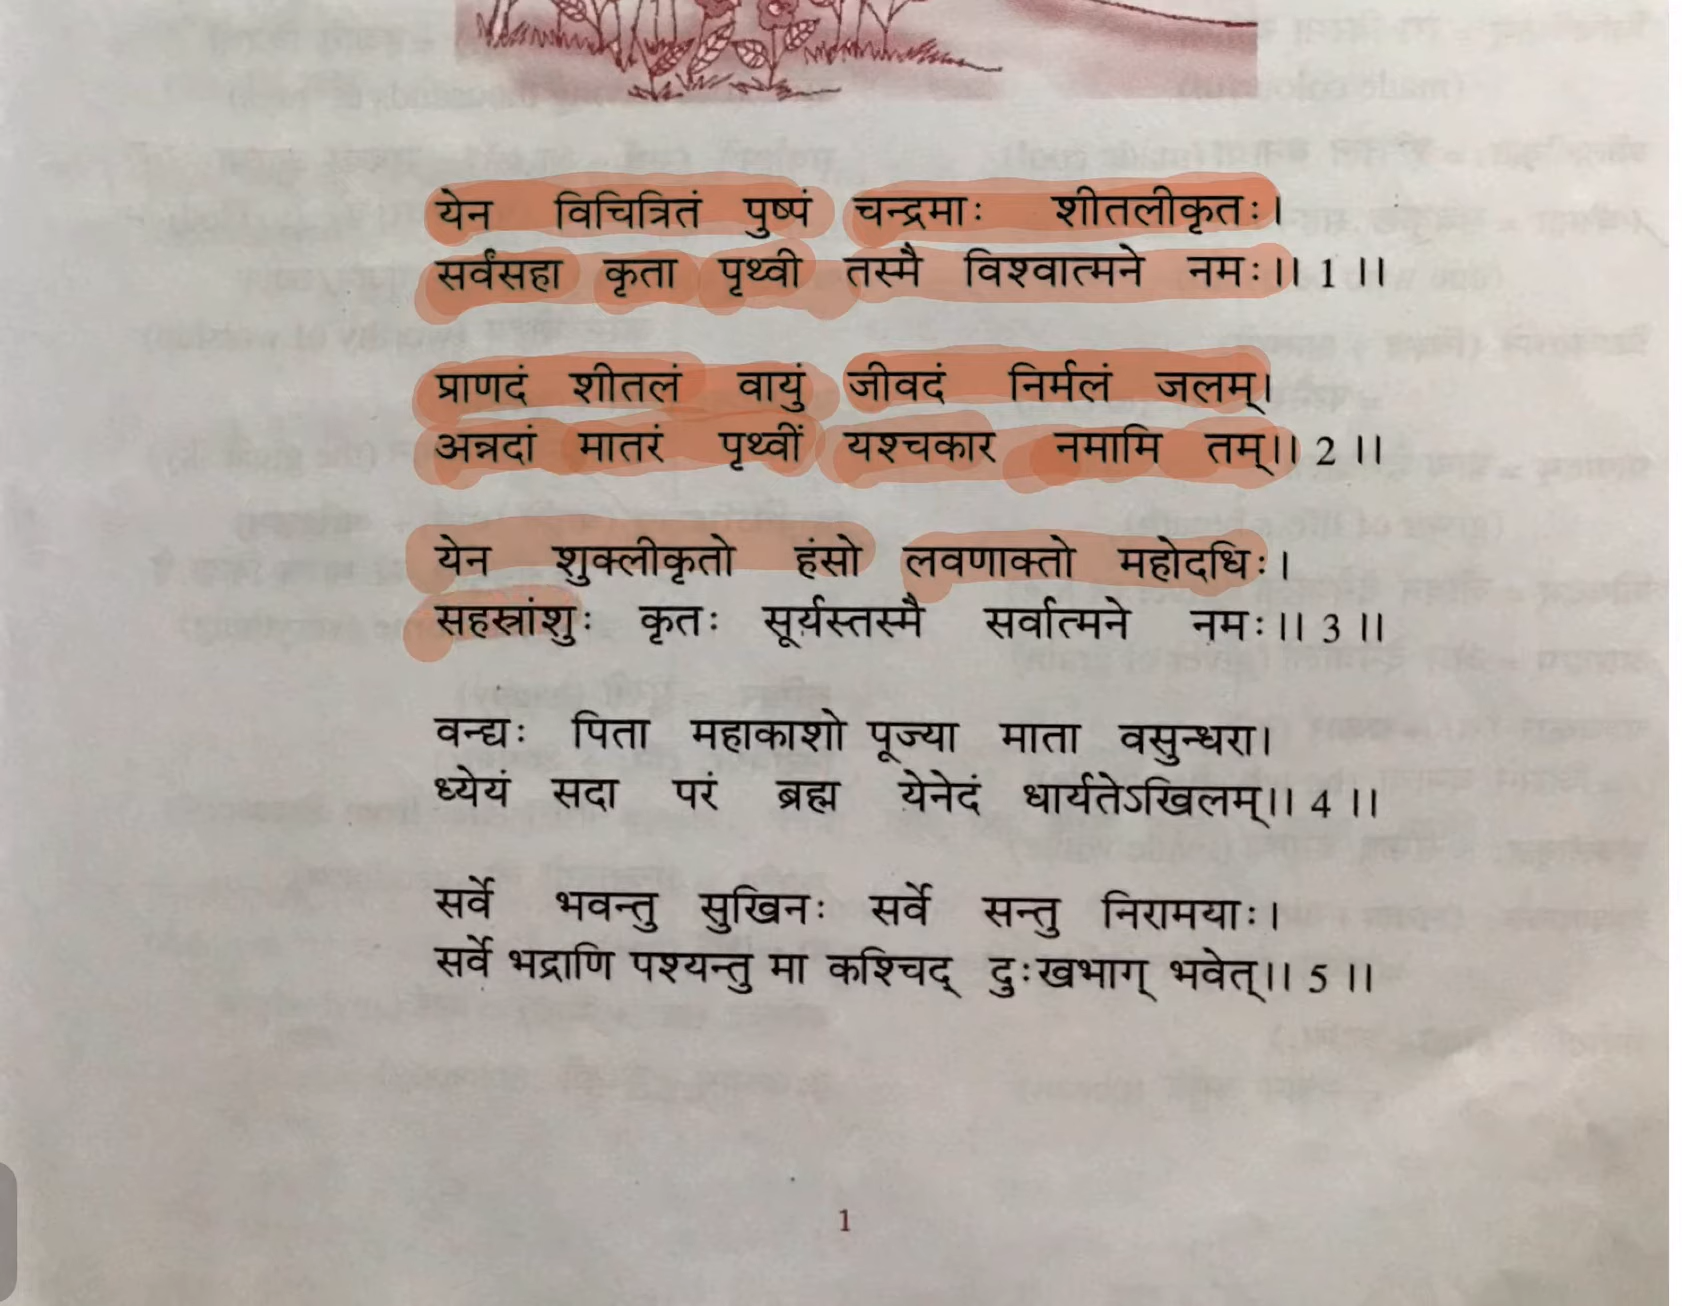 येन विचित्रितं पुष्पं चन्द्रमाः शीतलीकृतः।
सर्वंसहा कृता पृथ्वी तस्मै विश्वात्मने नमः।। 1 ।।
प्राणदं शीतलं वायुं जीवदं निर्मलं जलम्।
अन्नदां मातरं पृथ्वीं यश्चकार नमामि तम्।। 2 ।।
येन शुक्लीकृतो हंसो लवणाक्तो महोदधिः।
सहस्रांशुः कृतः सूर्यस्तस्मै सर्वात्मने नमः।। 3 ।।
वन्द्यः पिता महाकाशो पूज्या माता वसुन्धरा।
ध्येयं सदा परं ब्रह्म येनेदं धार्यतेऽखिलम्।। 4 ।।
सर्वे भवन्तु सुखिनः सर्वे सन्तु निरामयाः।
सर्वे भद्राणि पश्यन्तु मा कश्चिद् दुःखभाग् भवेत्।। 5 ।।
1